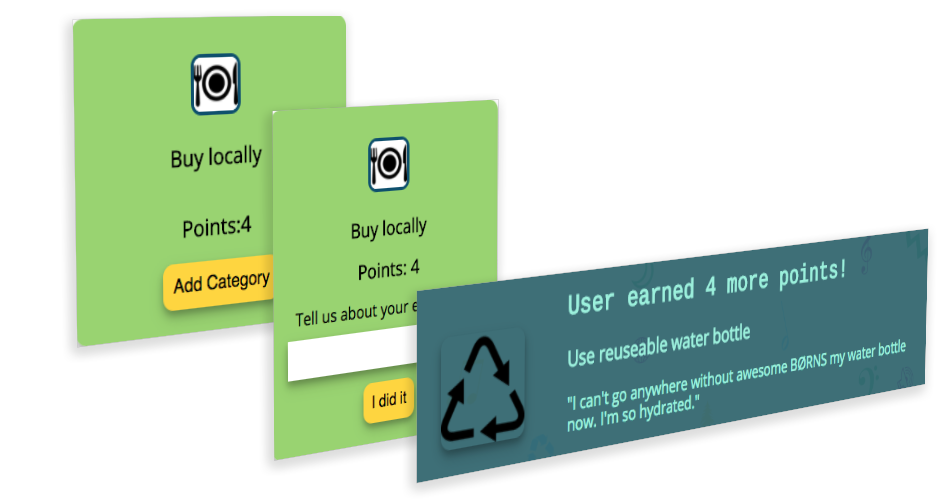 Buy locally
Points:4
Add Category
Buy locally
Points: 4
Tell us about your
I did it
User earned 4 more points!
Use reuseable water bottle
"I can't go anywhere without awesome BØRNS my water bottle
now. I'm so hydrated."